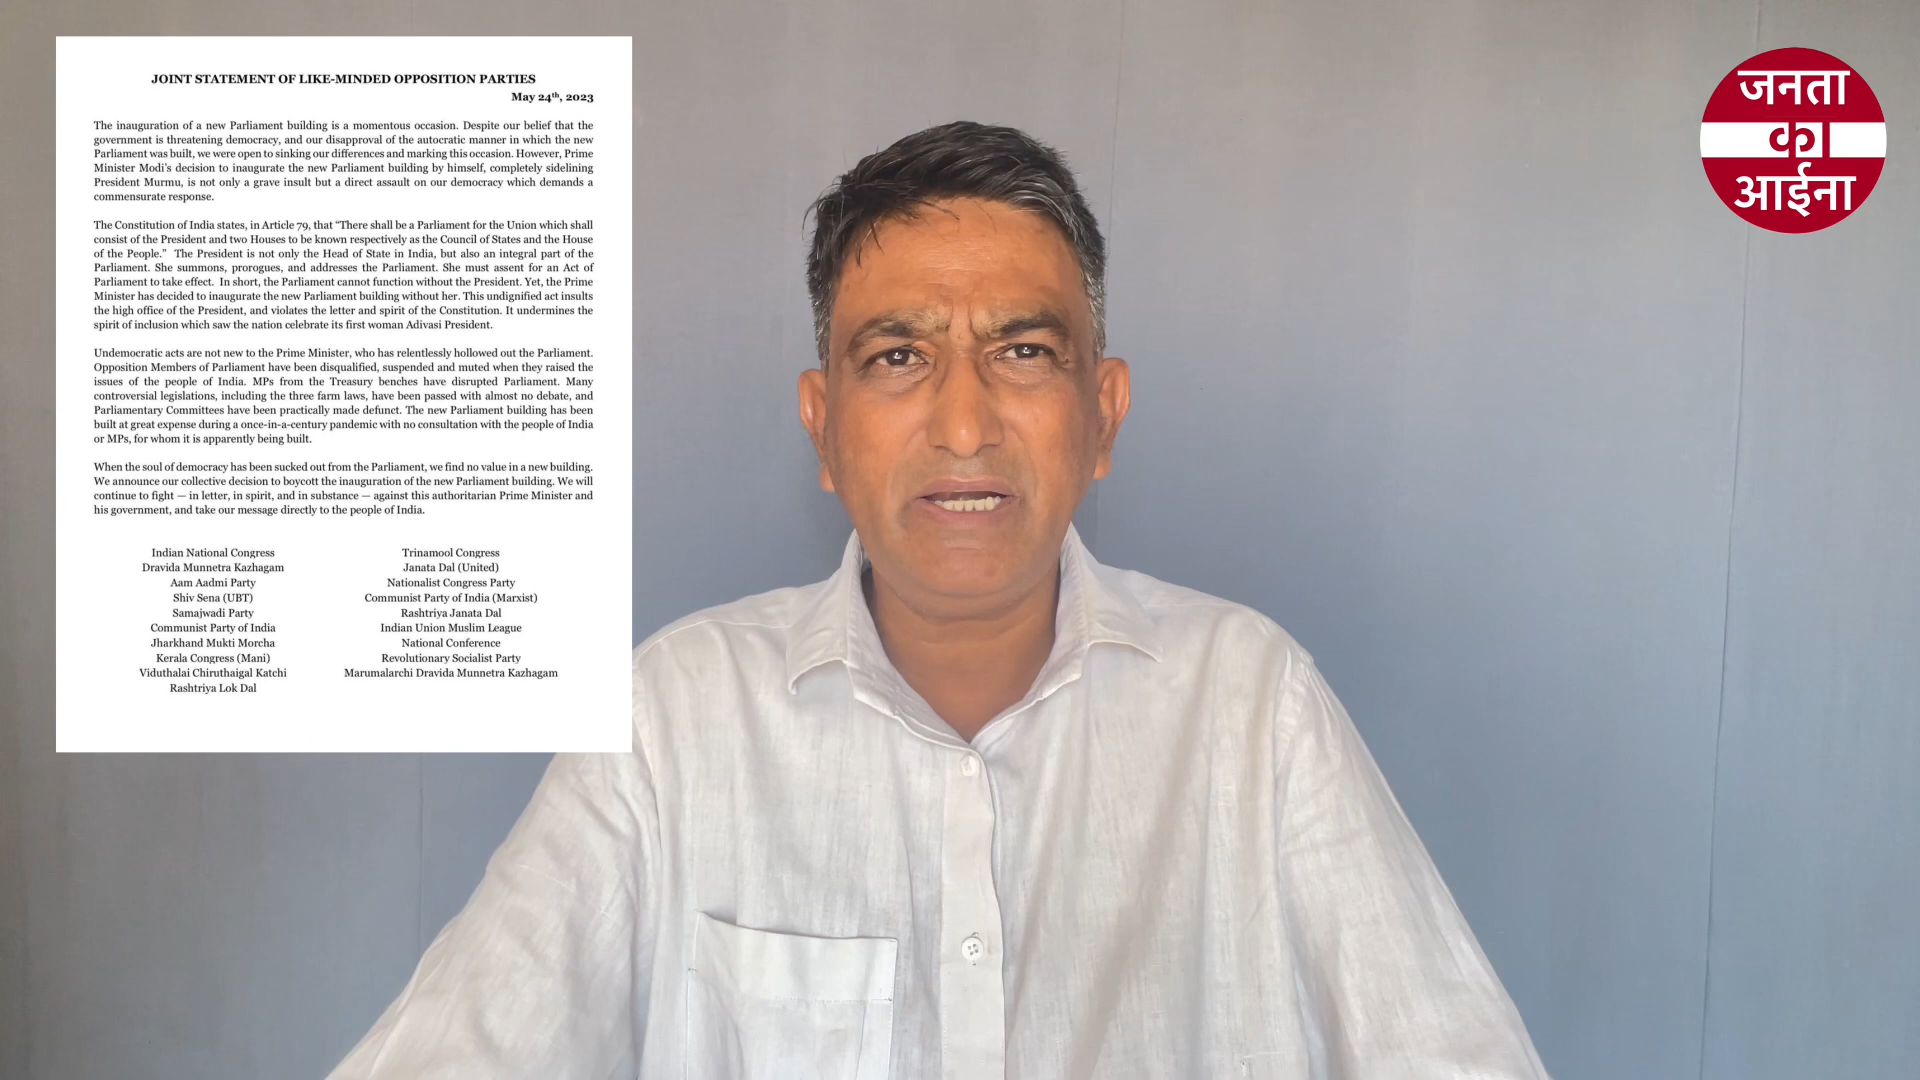 JOINT STATEMENT OF LIKE-MINDED OPPOSITION PARTIES
May 24th, 2023
The inauguration of a new Parliament building is a momentous occasion. Despite our belief that the
government is threatening democracy, and our disapproval of the autocratic manner in which the new
Parliament was built, we were open to sinking our differences and marking this occasion. However, Prime
Minister Modi's decision to inaugurate the new Parliament building by himself, completely sidelining
President Murmu, is not only a grave insult but a direct assault on our democracy which demands a
commensurate response.
The Constitution of India states, in Article 79, that “There shall be a Parliament for the Union which shall
consist of the President and two Houses to be known respectively as the Council of States and the House
of the People.” The President is not only the Head of State in India, but also an integral part of the
Parliament. She summons, prorogues, and addresses the Parliament. She must assent for an Act of
Parliament to take effect. In short, the Parliament cannot function without the President. Yet, the Prime
Minister has decided to inaugurate the new Parliament building without her. This undignified act insults
the high office of the President, and violates the letter and spirit of the Constitution. It undermines the
spirit of inclusion which saw the nation celebrate its first woman Adivasi President.
Undemocratic acts are not new to the Prime Minister, who has relentlessly hollowed out the Parliament.
Opposition Members of Parliament have been disqualified, suspended and muted when they raised the
issues of the people of India. MPs from the Treasury benches have disrupted Parliament. Many
controversial legislations, including the three farm laws, have been passed with almost no debate, and
Parliamentary Committees have been practically made defunct. The new Parliament building has been
built at great expense during a once-in-a-century pandemic with no consultation with the people of India
or MPs, for whom it is apparently being built.
When the soul of democracy has been sucked out from the Parliament, we find no value in a new building.
We announce our collective decision to boycott the inauguration of the new Parliament building. We will
continue to fight — in letter, in spirit, and in substance — against this authoritarian Prime Minister and
his government, and take our message directly to the people of India.
Indian National Congress
Dravida Munnetra Kazhagam
Aam Aadmi Party
Shiv Sena (UBT)
Samajwadi Party
Communist Party of India
Jharkhand Mukti Morcha
Kerala Congress (Mani)
Viduthalai Chiruthaigal Katchi
Rashtriya Lok Dal
Trinamool Congress
Janata Dal (United)
Nationalist Congress Party
Communist Party of India (Marxist)
Rashtriya Janata Dal
Indian Union Muslim League
National Conference
Revolutionary Socialist Party
Marumalarchi Dravida Munnetra Kazhagam
जनता
का
आईना